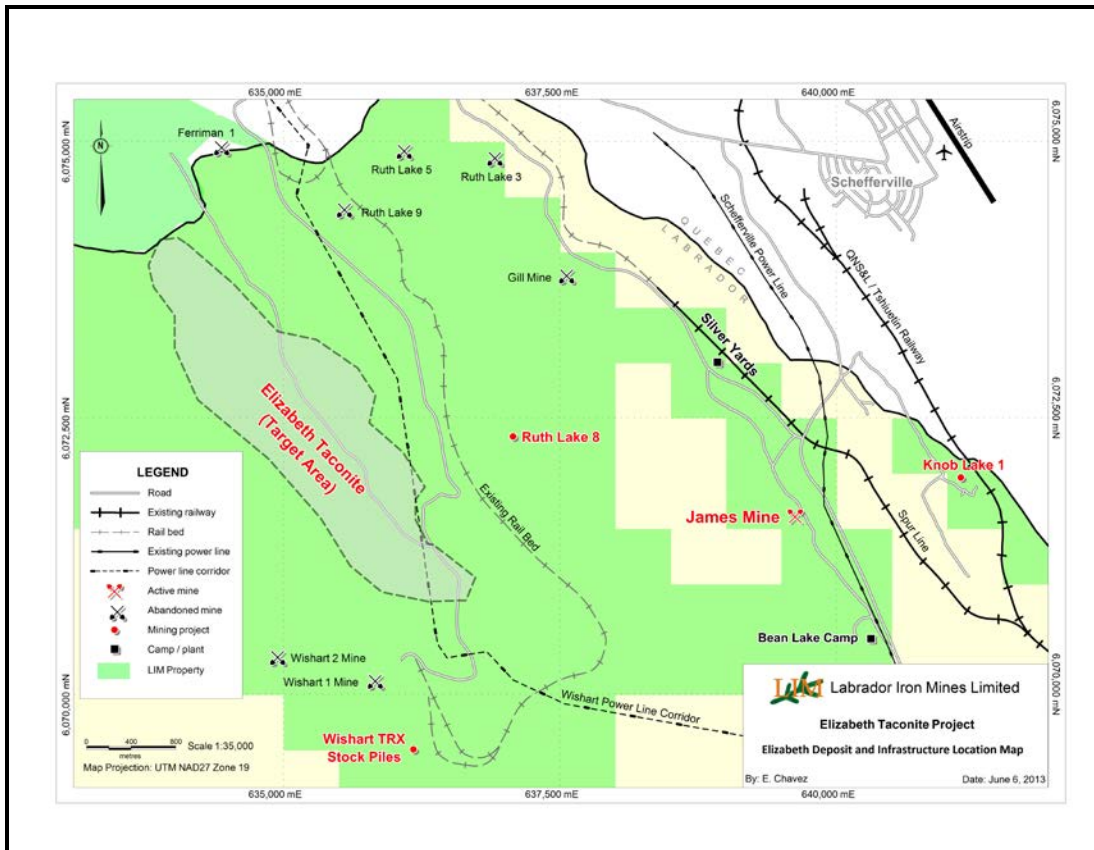 635,000 mE
637,500 mE
640,000 mE
6,075,000 mN
6,075,000 mN
N
Ferriman 1
Ruth Lake 5
Ruth Lake 3
Airstrip
Schefferville
Ruth Lake 9
QUEBEC
LABRADOR
Schefferville Power Line
QNS&L / Tshiuetin Railway
Gill Mine
Silver Yards
Elizabeth Taconite
(Target Area)
6,072,500 mN
6,072,500 mN
Ruth Lake 8
Knob Lake 1
Existing Rail Bed
James Mine
Spur Line
LEGEND
Road
Existing railway
Rail bed
Existing power line
Power line corridor
Active mine
Abandoned mine
Mining project
Camp / plant
LIM Property
Bean Lake Camp
Wishart 2 Mine
Wishart 1 Mine
6,070,000 mN
6,070,000 mN
Wishart Power Line Corridor
Wishart TRX
Stock Piles
0 400 800
metres
Scale 1:35,000
Map Projection: UTM NAD27 Zone 19
LIM
Labrador Iron Mines Limited
Elizabeth Taconite Project
Elizabeth Deposit and Infrastructure Location Map
By: E. Chavez
Date: June 6, 2013
635,000 mE
637,500 mE
640,000 mE